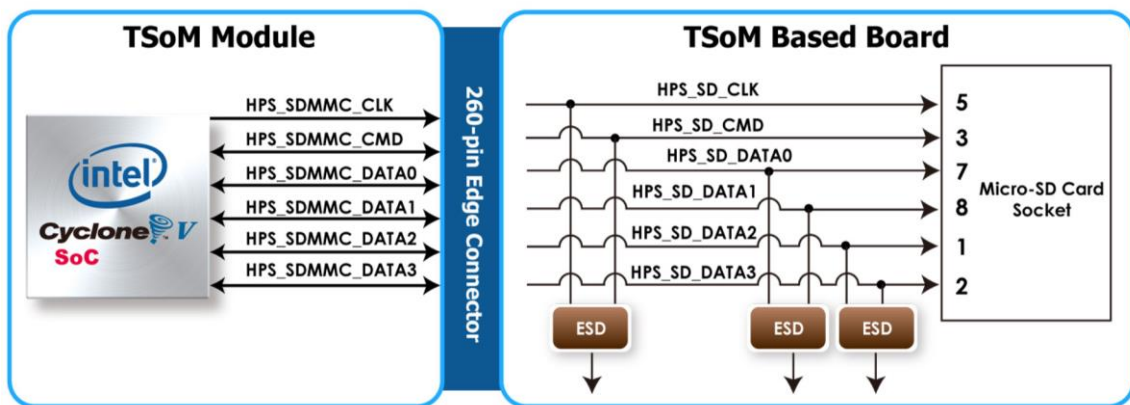 TSoM Module
HPS_SDMMC_CLK
HPS_SDMMC_CMD
HPS_SDMMC_DATA0
HPS_SDMMC_DATA1
HPS_SDMMC_DATA2
HPS_SDMMC_DATA3
intel®
Cyclone V
SoC
260-pin Edge Connector
TSoM Based Board
HPS_SD_CLK
HPS_SD_CMD
HPS_SD_DATA0
HPS_SD_DATA1
HPS_SD_DATA2
HPS_SD_DATA3
5
3
7
8
1
2
Micro-SD Card
Socket
ESD
ESD
ESD